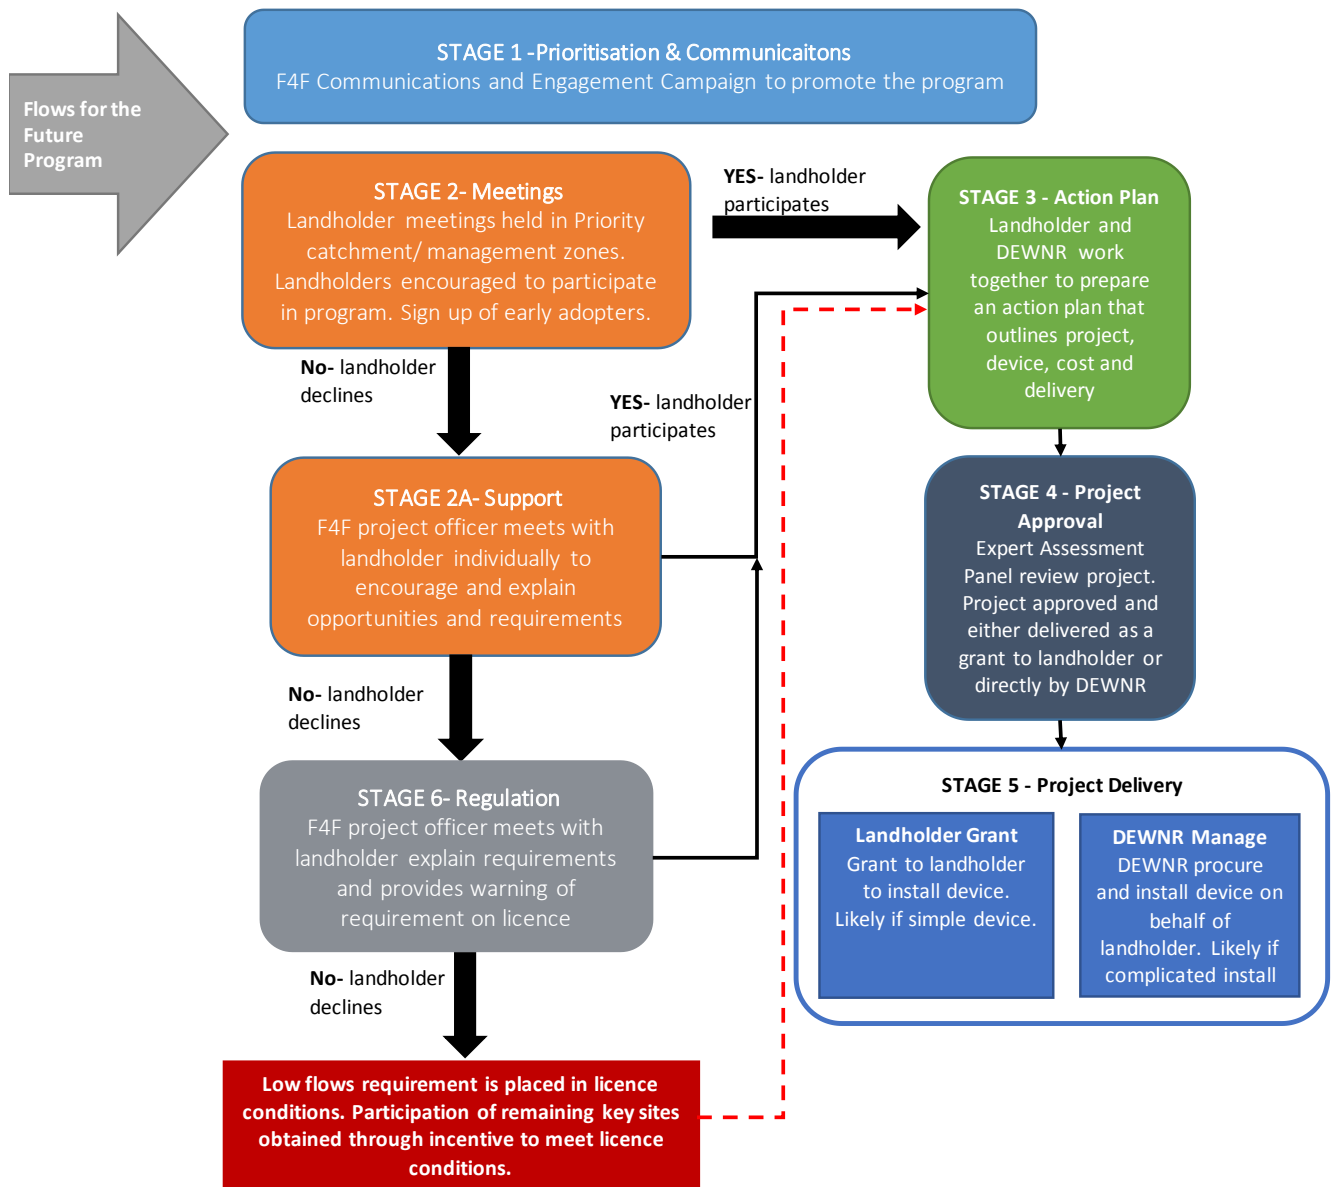 Flows for the
Future
Program
STAGE 1 -Prioritisation & Communicaitons
F4F Communications and Engagement Campaign to promote the program
STAGE 2- Meetings
Landholder meetings held in Priority
catchment/ management zones.
Landholders encouraged to participate
in program. Sign up of early adopters.
YES- landholder
participates
STAGE 3 - Action Plan
Landholder and
DEWNR work
together to prepare
an action plan that
outlines project,
device, cost and
delivery
No- landholder
declines
YES- landholder
participates
STAGE 2A- Support
F4F project officer meets with
landholder individually to
encourage and explain
opportunities and requirements
STAGE 4 - Project
Approval
Expert Assessment
Panel review project.
Project approved and
either delivered as a
grant to landholder or
directly by DEWNR
No- landholder
declines
STAGE 6- Regulation
F4F project officer meets with
landholder explain requirements
and provides warning of
requirement on licence
STAGE 5 - Project Delivery
Landholder Grant
Grant to landholder
to install device.
Likely if simple device.
DEWNR Manage
DEWNR procure
and install device on
behalf of
landholder. Likely if
complicated install
No- landholder
declines
Low flows requirement is placed in licence
conditions. Participation of remaining key sites
obtained through incentive to meet licence
conditions.